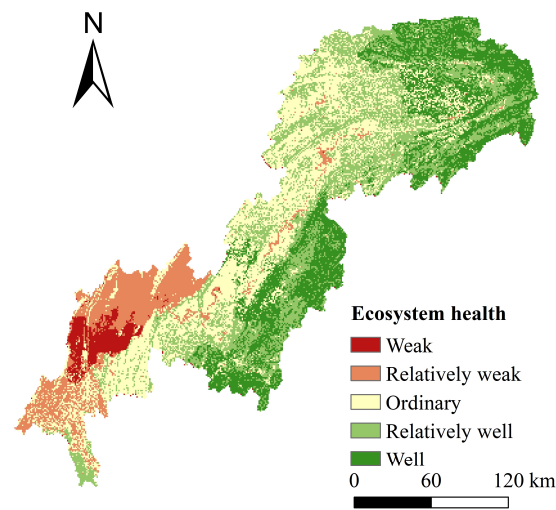 N
Ecosystem health
Weak
Relatively weak
Ordinary
Relatively well
Well
0 60 120 km